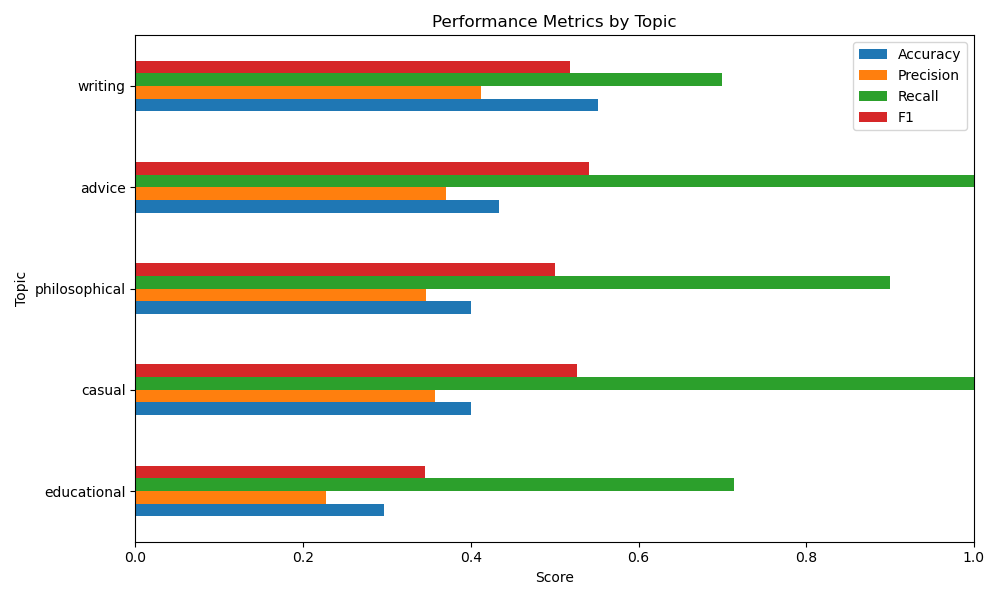 Performance Metrics by Topic
Accuracy
Precision
Recall
F1
writing
advice
philosophical
casual
educational
Topic
0.0 0.2 0.4 0.6 0.8 1.0
Score